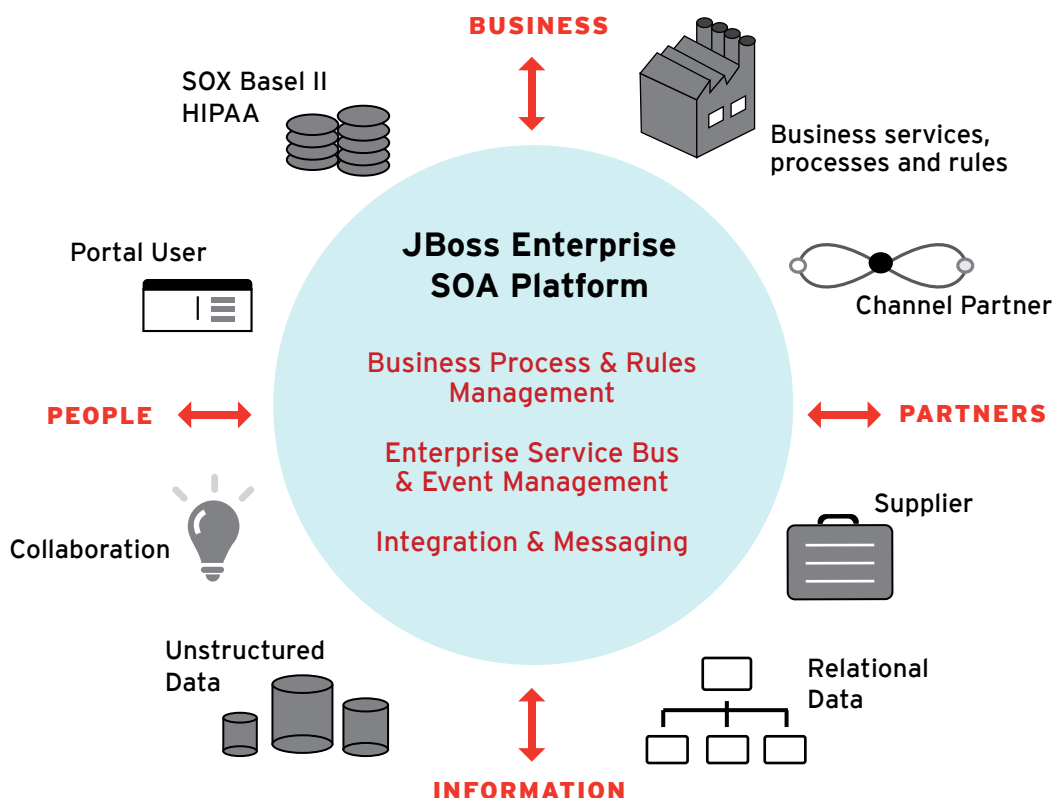 BUSINESS
SOX Basel II
HIPAA
Business services,
processes and rules
JBoss Enterprise
SOA Platform
Portal User
Channel Partner
Business Process & Rules
Management
PEOPLE
PARTNERS
Enterprise Service Bus
& Event Management
Supplier
Collaboration
Integration & Messaging
Unstructured
Data
Relational
Data
INFORMATION